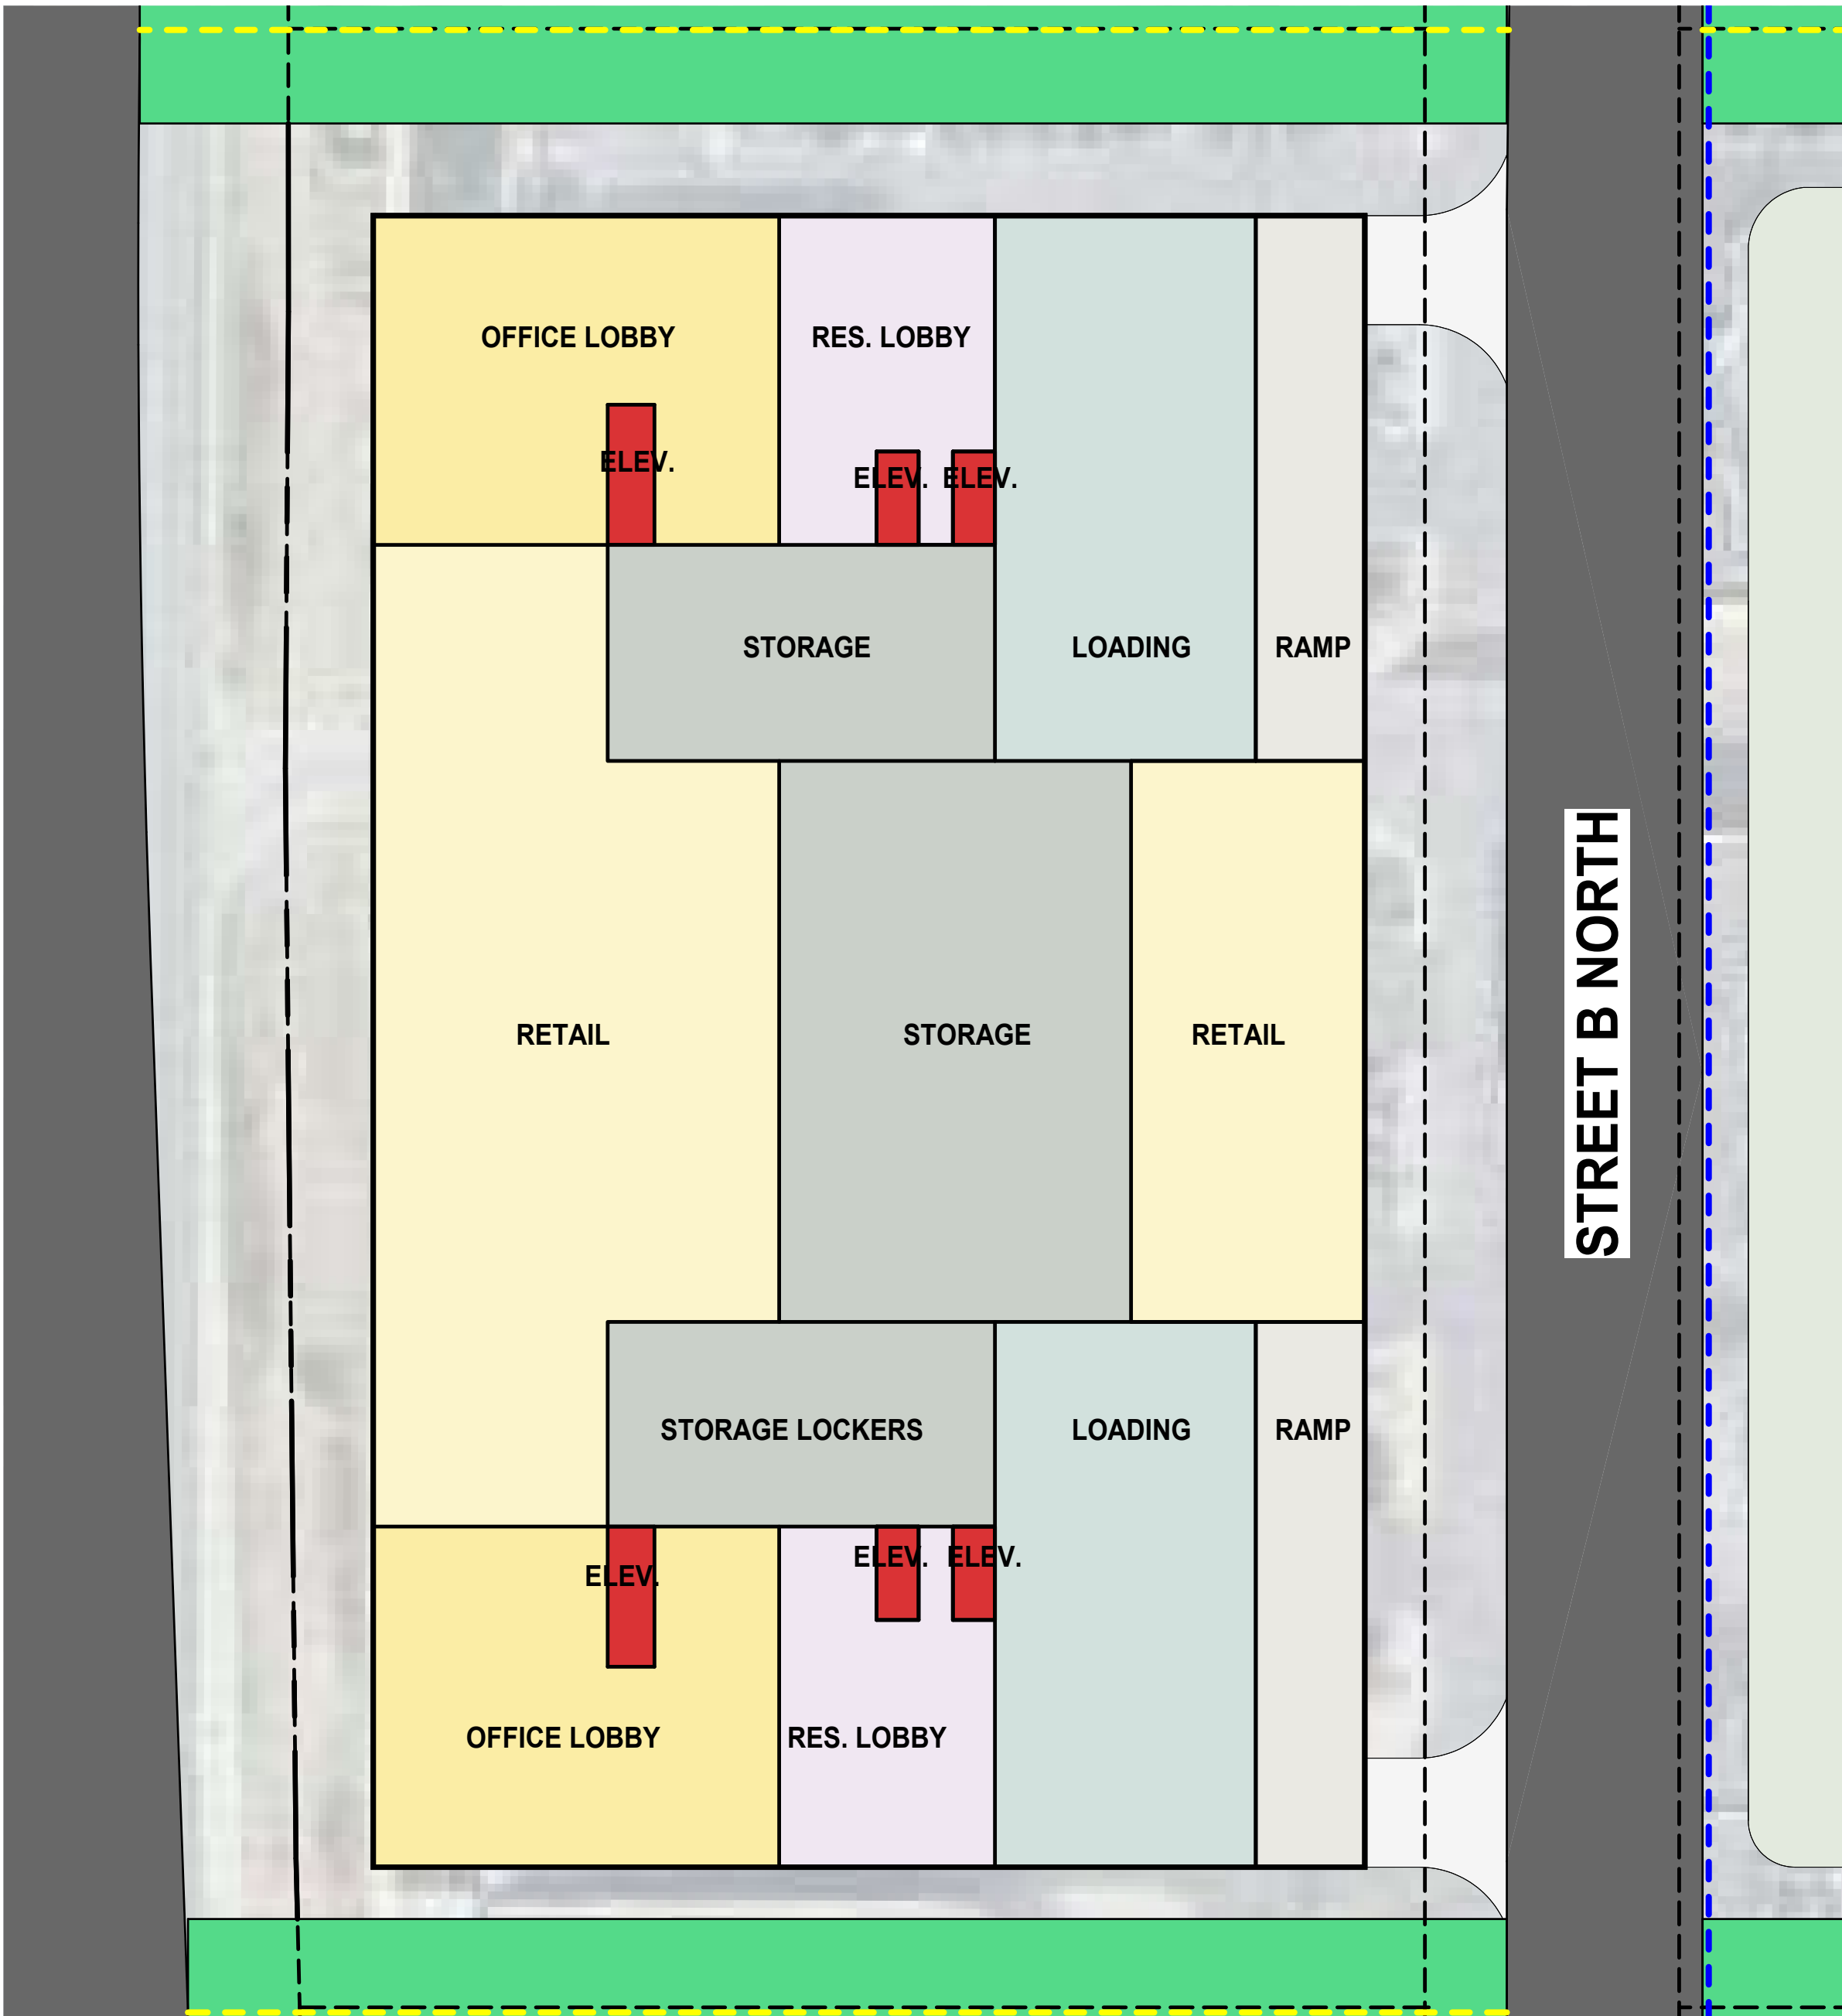 OFFICE LOBBY
RES. LOBBY
ELEV.
ELEV.
ELEV.
STORAGE
LOADING
RAMP
RETAIL
STORAGE
RETAIL
STREET B NORTH
STORAGE LOCKERS
LOADING
RAMP
ELEV.
ELEV.
ELEV.
OFFICE LOBBY
RES. LOBBY